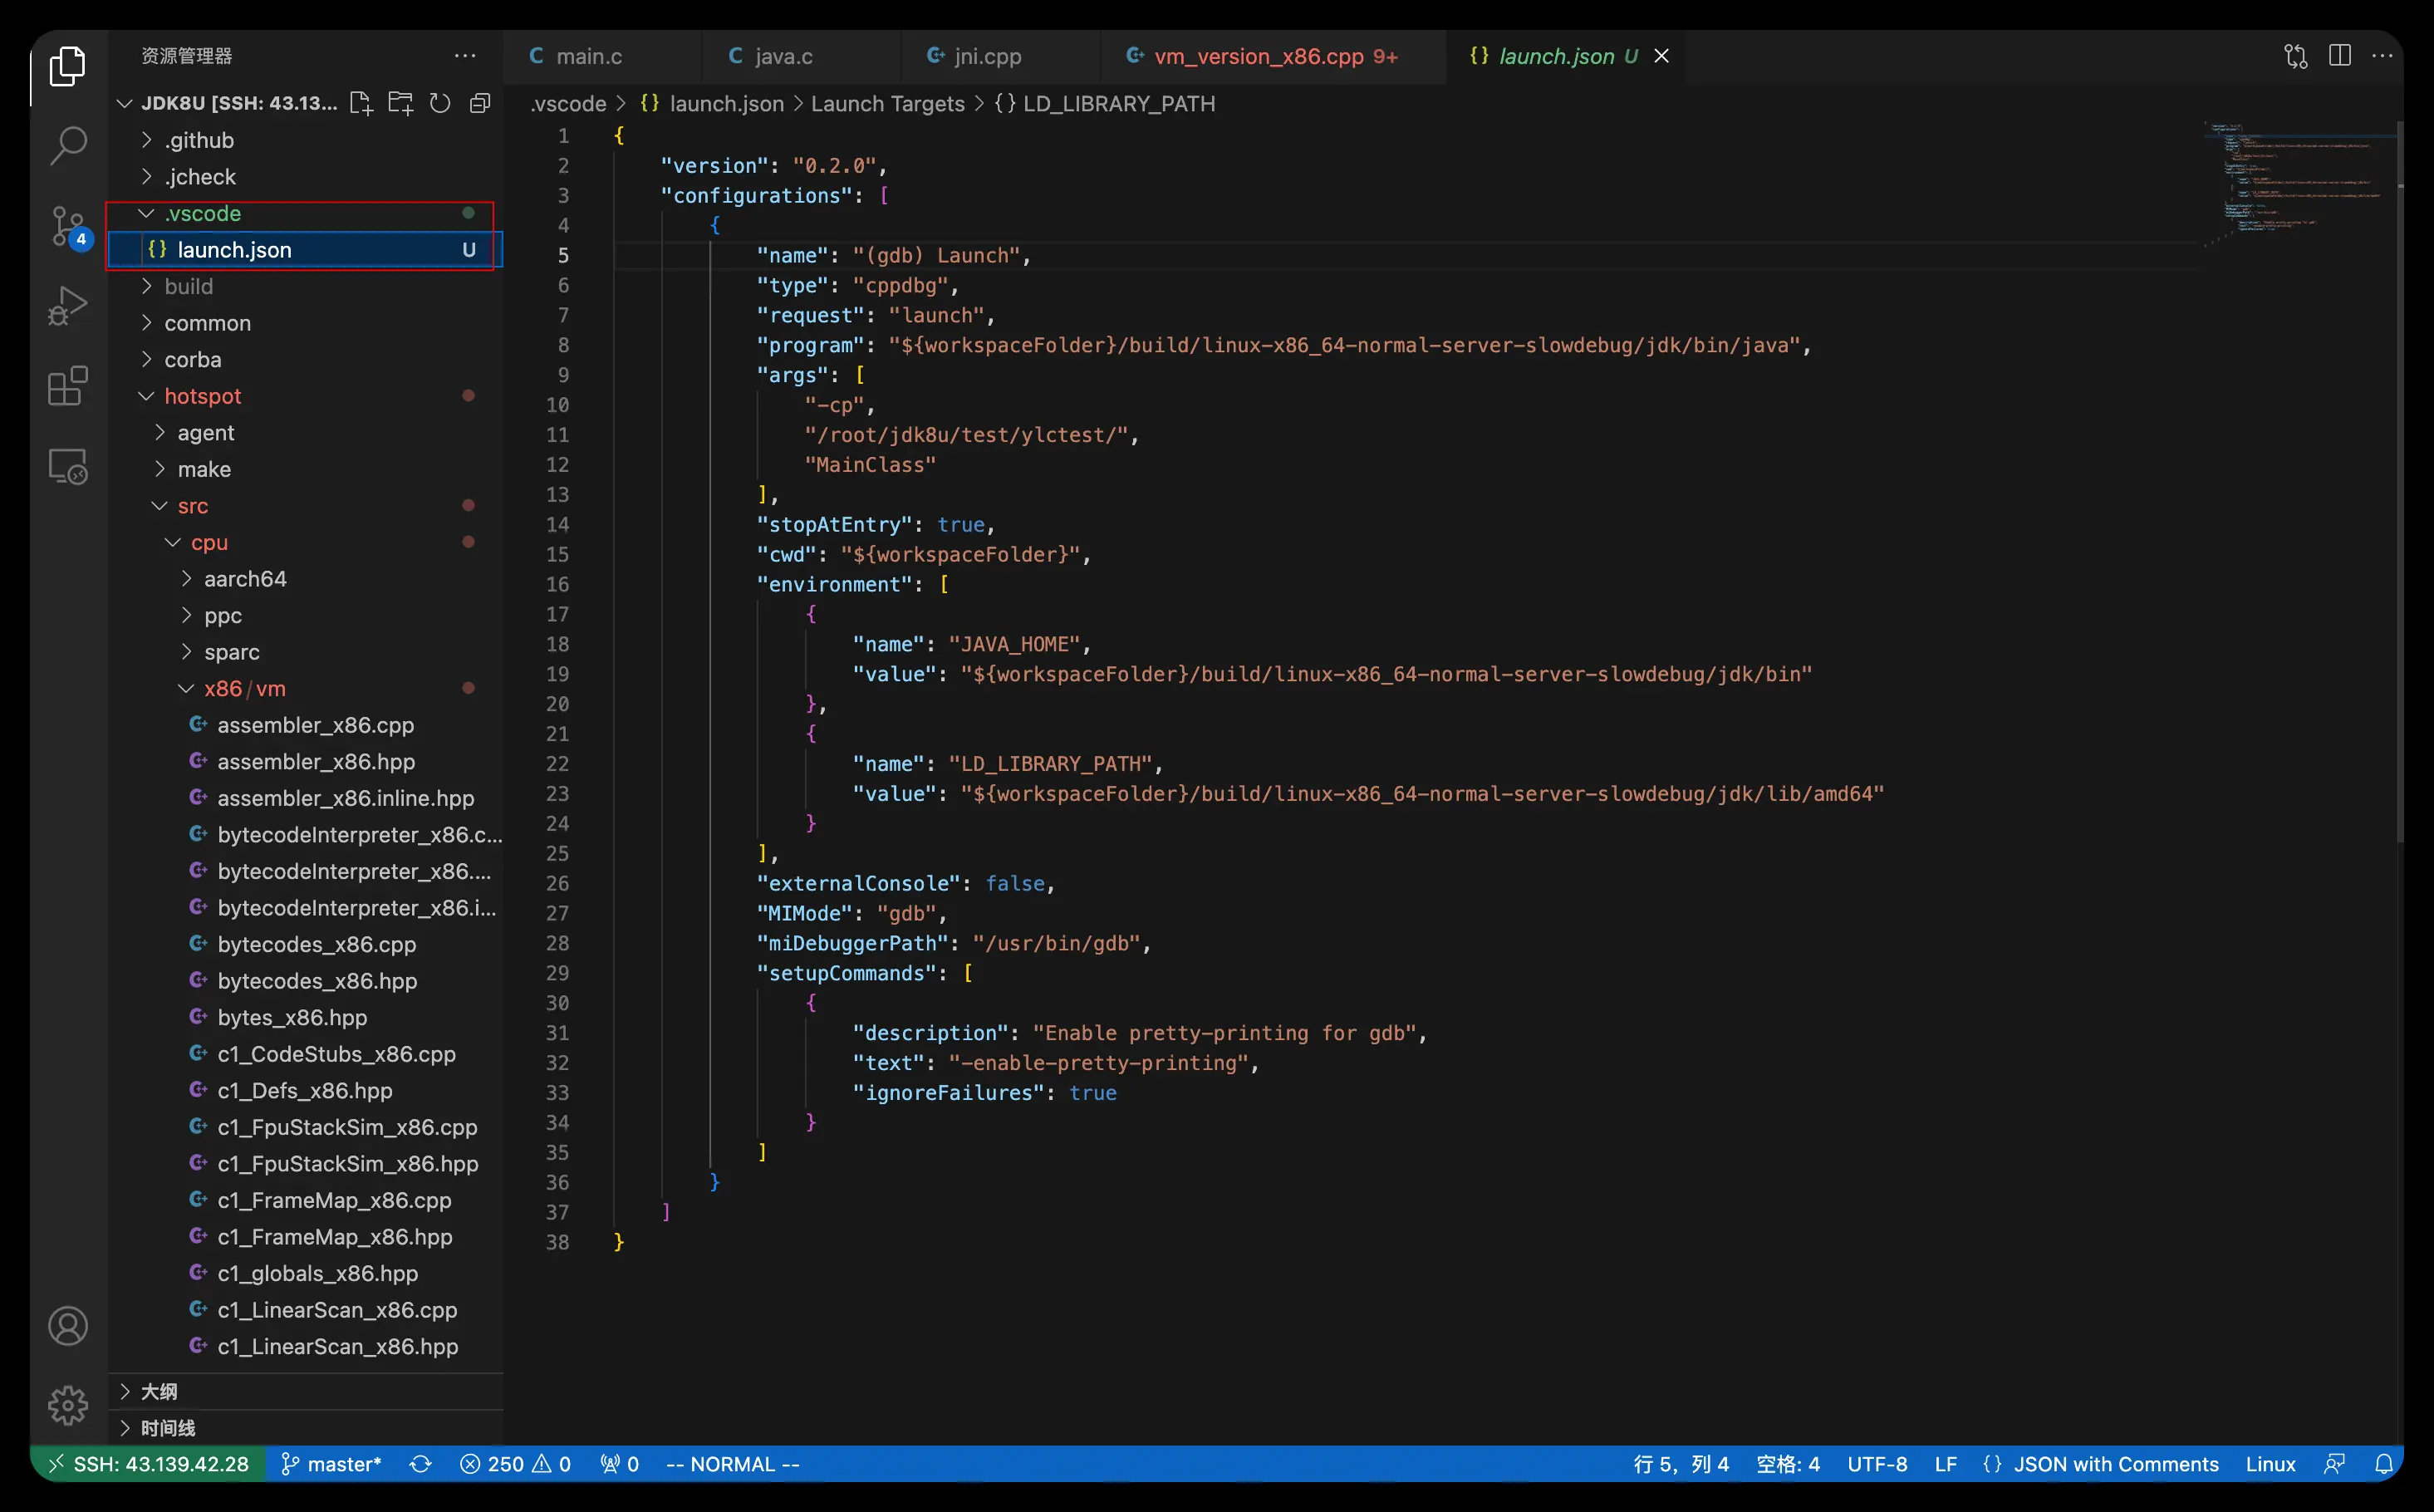 资源管理器
JDK8U [SSH: 43.13...
.github
.jcheck
.vscode
{} launch.json U
build
common
corba
hotspot
agent
make
src
cpu
aarch64
ppc
sparc
x86/vm
assembler_x86.cpp
assembler_x86.hpp
assembler_x86.inline.hpp
bytecodeInterpreter_x86.c...
bytecodeInterpreter_x86....
bytecodeInterpreter_x86.i...
bytecodes_x86.cpp
bytecodes_x86.hpp
bytes_x86.hpp
c1_CodeStubs_x86.cpp
c1_Defs_x86.hpp
c1_FpuStackSim_x86.cpp
c1_FpuStackSim_x86.hpp
c1_FrameMap_x86.cpp
c1_FrameMap_x86.hpp
c1_globals_x86.hpp
c1_LinearScan_x86.cpp
c1_LinearScan_x86.hpp
大纲
时间线
4
main.c java.c jni.cpp vm_version_x86.cpp 9+ {} launch.json U
.vscode > {} launch.json > Launch Targets > {} LD_LIBRARY_PATH
1 {
2 "version": "0.2.0",
3 "configurations": [
4 {
5 "name": "(gdb) Launch",
6 "type": "cppdbg",
7 "request": "launch",
8 "program": "${workspaceFolder}/build/linux-x86_64-normal-server-slowdebug/jdk/bin/java",
9 "args": [
10 "-cp",
11 "/root/jdk8u/test/ylctest/",
12 "MainClass"
13 ],
14 "stopAtEntry": true,
15 "cwd": "${workspaceFolder}",
16 "environment": [
17 {
18 "name": "JAVA_HOME",
19 "value": "${workspaceFolder}/build/linux-x86_64-normal-server-slowdebug/jdk/bin"
20 },
21 {
22 "name": "LD_LIBRARY_PATH",
23 "value": "${workspaceFolder}/build/linux-x86_64-normal-server-slowdebug/jdk/lib/amd64"
24 }
25 ],
26 "externalConsole": false,
27 "MIMode": "gdb",
28 "miDebuggerPath": "/usr/bin/gdb",
29 "setupCommands": [
30 {
31 "description": "Enable pretty-printing for gdb",
32 "text": "-enable-pretty-printing",
33 "ignoreFailures": true
34 }
35 ]
36 }
37 ]
38 }
SSH: 43.139.42.28 master* 250 0 0 -- NORMAL -- 行 5，列 4 空格: 4 UTF-8 LF {} JSON with Comments Linux